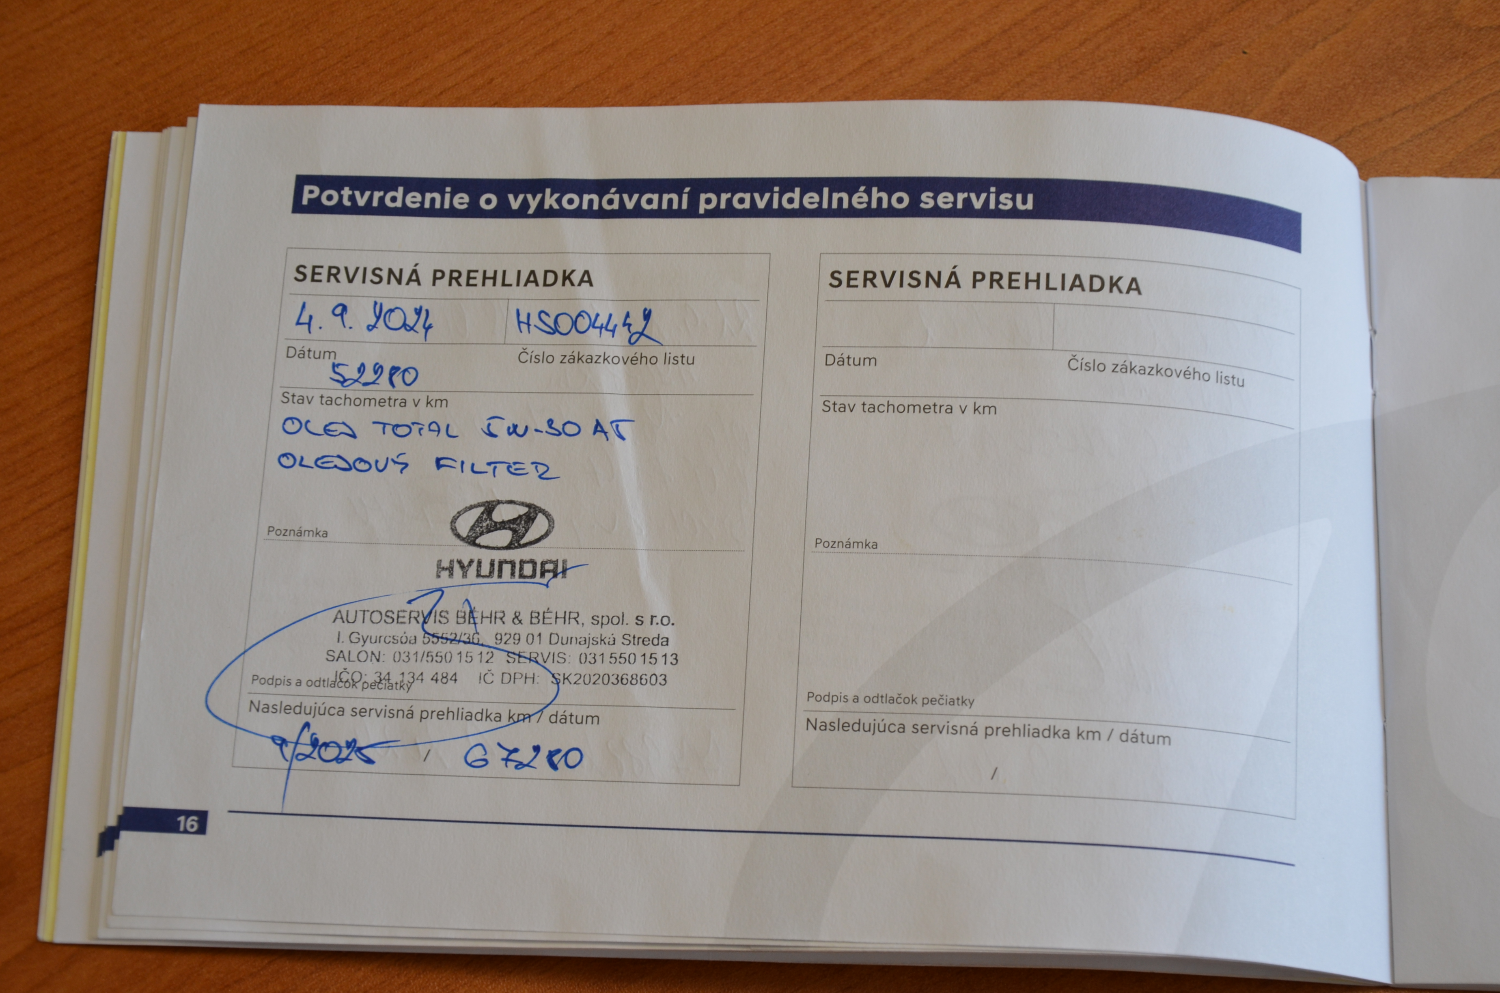 Potvrdenie o vykonávaní pravidelného servisu
SERVISNÁ PREHLIADKA
4. 9. 2024 HS004442
Dátum Číslo zákazkového listu
52280
Stav tachometra v km
OLEJ TOTAL 5W-30 A5
OLEJOVÝ FILTER
Poznámka
HYUNDAI
AUTOSERVIS BÉHR & BÉHR, spol. s r.o.
I. Gyurcsóa 5552/36, 929 01 Dunajská Streda
SALON: 031/550 15 12 SERVIS: 031 550 15 13
IČO: 34 134 484 IČ DPH: SK2020368603
Podpis a odtlačok pečiatky
Nasledujúca servisná prehliadka km / dátum
9/2025 / 67280
SERVISNÁ PREHLIADKA
Dátum Číslo zákazkového listu
Stav tachometra v km
Poznámka
Podpis a odtlačok pečiatky
Nasledujúca servisná prehliadka km / dátum
/
16